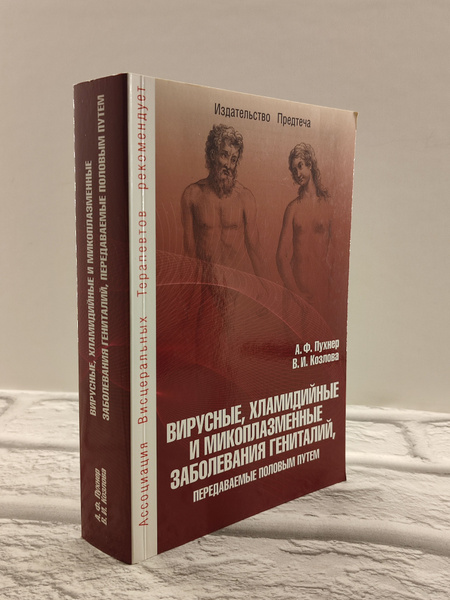 ВИРУСНЫЕ, ХЛАМИДИЙНЫЕ И МИКОПЛАЗМЕННЫЕ
ЗАБОЛЕВАНИЯ ГЕНИТАЛИЙ, ПЕРЕДАВАЕМЫЕ ПОЛОВЫМ ПУТЕМ
А. Ф. Пухнер
В. И. Козлова
Ассоциация Висцеральных Терапевтов рекомендует
Издательство Предтеча
А. Ф. Пухнер
В. И. Козлова
ВИРУСНЫЕ, ХЛАМИДИЙНЫЕ
И МИКОПЛАЗМЕННЫЕ
ЗАБОЛЕВАНИЯ ГЕНИТАЛИЙ,
ПЕРЕДАВАЕМЫЕ ПОЛОВЫМ ПУТЕМ